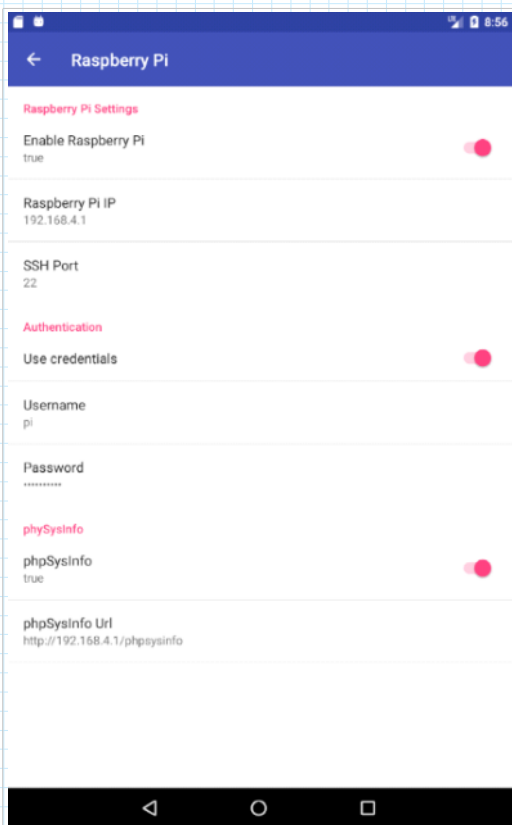 8:56
Raspberry Pi
Raspberry Pi Settings
Enable Raspberry Pi
true
Raspberry Pi IP
192.168.4.1
SSH Port
22
Authentication
Use credentials
Username
pi
Password
••••••••••
phySysInfo
phpSysInfo
true
phpSysInfo Url
http://192.168.4.1/phpsysinfo